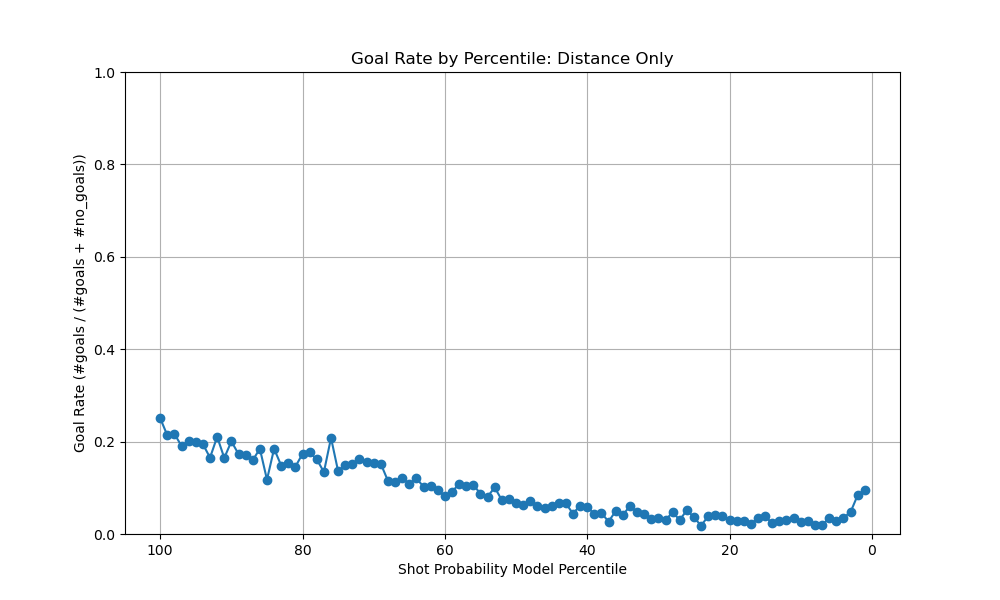 Goal Rate by Percentile: Distance Only
Goal Rate (#goals / (#goals + #no_goals))
1.0
0.8
0.6
0.4
0.2
0.0
100 80 60 40 20 0
Shot Probability Model Percentile